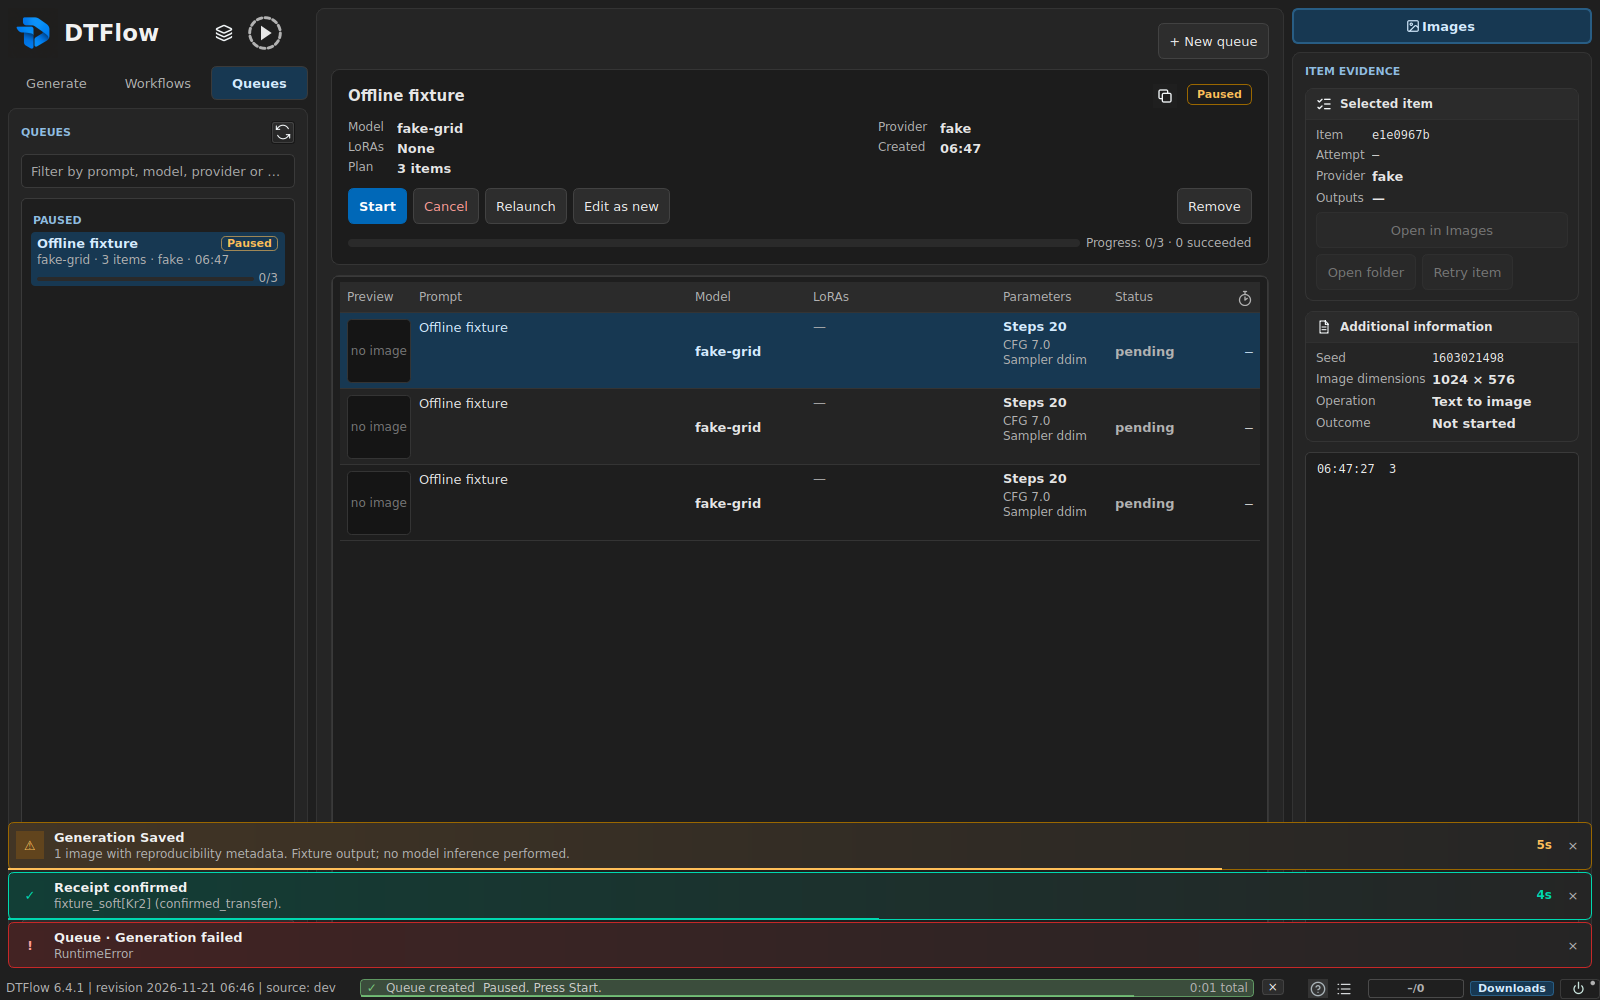 DTFlow
Generate
Workflows
Queues
QUEUES
Filter by prompt, model, provider or ...
PAUSED
Offline fixture
Paused
fake-grid · 3 items · fake · 06:47
0/3
+ New queue
Offline fixture
Paused
Model fake-grid
Provider fake
LoRAs None
Created 06:47
Plan 3 items
Start
Cancel
Relaunch
Edit as new
Remove
Progress: 0/3 · 0 succeeded
Preview Prompt Model LoRAs Parameters Status
no image Offline fixture fake-grid — Steps 20 CFG 7.0 Sampler ddim pending —
no image Offline fixture fake-grid — Steps 20 CFG 7.0 Sampler ddim pending —
no image Offline fixture fake-grid — Steps 20 CFG 7.0 Sampler ddim pending —
Images
ITEM EVIDENCE
Selected item
Item e1e0967b
Attempt —
Provider fake
Outputs —
Open in Images
Open folder
Retry item
Additional information
Seed 1603021498
Image dimensions 1024 × 576
Operation Text to image
Outcome Not started
06:47:27 3
Generation Saved
1 image with reproducibility metadata. Fixture output; no model inference performed.
5s ×
Receipt confirmed
fixture_soft[Kr2] (confirmed_transfer).
4s ×
! Queue · Generation failed
RuntimeError
×
DTFlow 6.4.1 | revision 2026-11-21 06:46 | source: dev
✓ Queue created Paused. Press Start.
0:01 total
×
–/0
Downloads